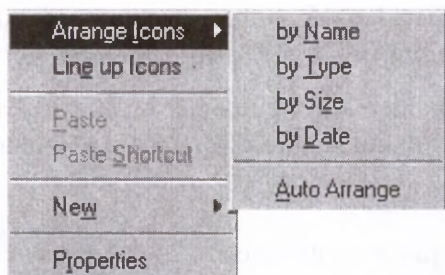 Arrange Icons
Line up Icons
Paste
Paste Shortcut
New
Properties
by Name
by Type
by Size
by Date
Auto Arrange